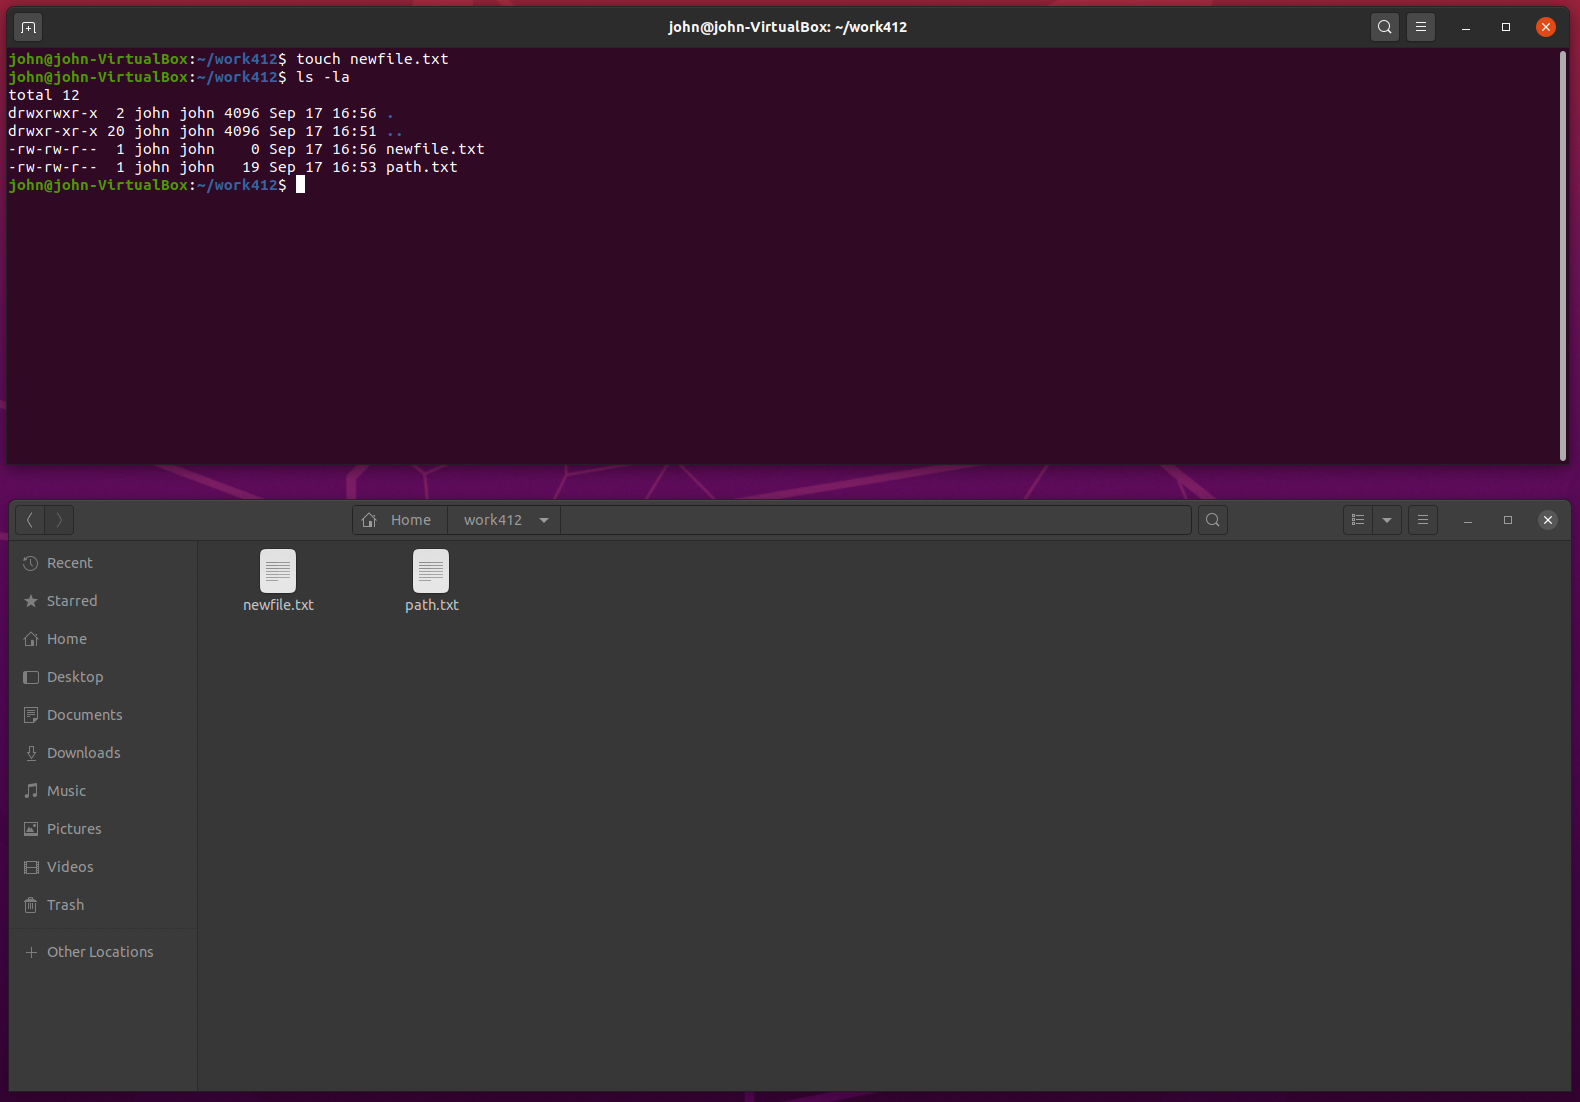 john@john-VirtualBox: ~/work412
john@john-VirtualBox:~/work412$ touch newfile.txt
john@john-VirtualBox:~/work412$ ls -la
total 12
drwxrwxr-x  2 john john 4096 Sep 17 16:56 .
drwxr-xr-x 20 john john 4096 Sep 17 16:51 ..
-rw-rw-r--  1 john john    0 Sep 17 16:56 newfile.txt
-rw-rw-r--  1 john john   19 Sep 17 16:53 path.txt
john@john-VirtualBox:~/work412$
Home work412
Recent
Starred
Home
Desktop
Documents
Downloads
Music
Pictures
Videos
Trash
Other Locations
newfile.txt path.txt